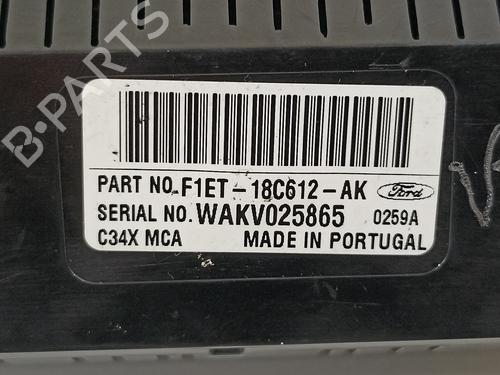 B-PARTS
PART NO. F1ET-18C612-AK Ford
SERIAL NO. WAKV025865 0259A
C34X MCA MADE IN PORTUGAL